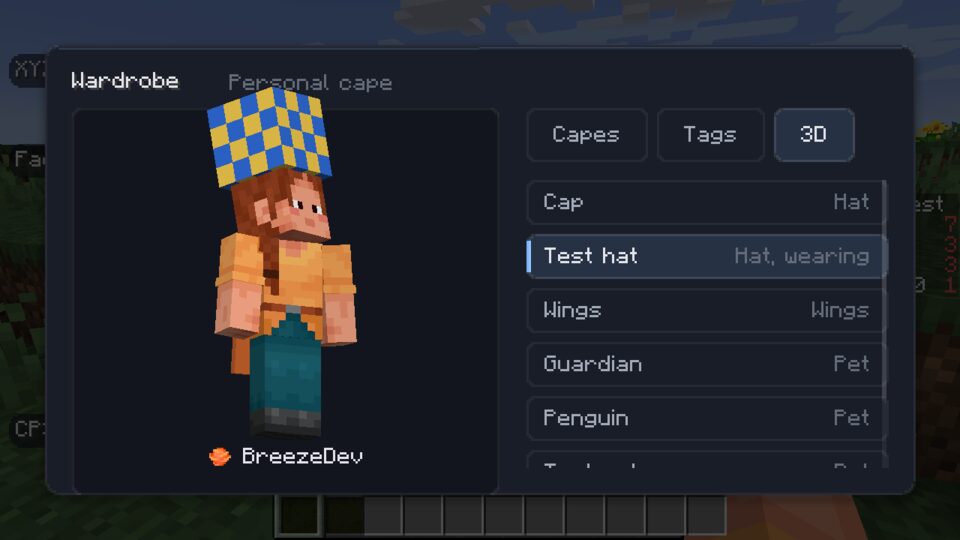 Wardrobe
Personal cape
Capes
Tags
3D
Cap
Hat
Test hat
Hat, wearing
Wings
Wings
Guardian
Pet
Penguin
Pet
BreezeDev